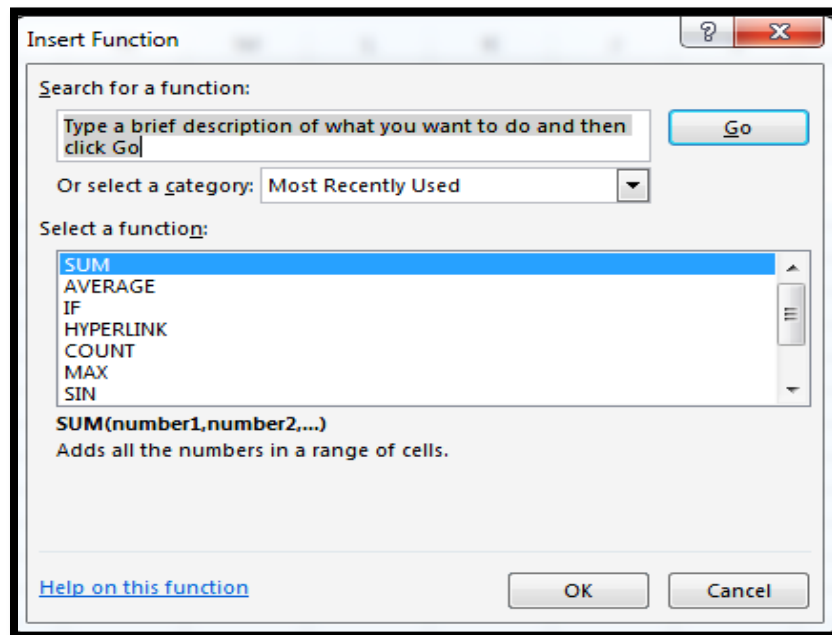 Insert Function
?
Search for a function:
Type a brief description of what you want to do and then
click Go
Go
Or select a category: Most Recently Used
Select a function:
SUM
AVERAGE
IF
HYPERLINK
COUNT
MAX
SIN
SUM(number1,number2,...)
Adds all the numbers in a range of cells.
Help on this function
OK
Cancel